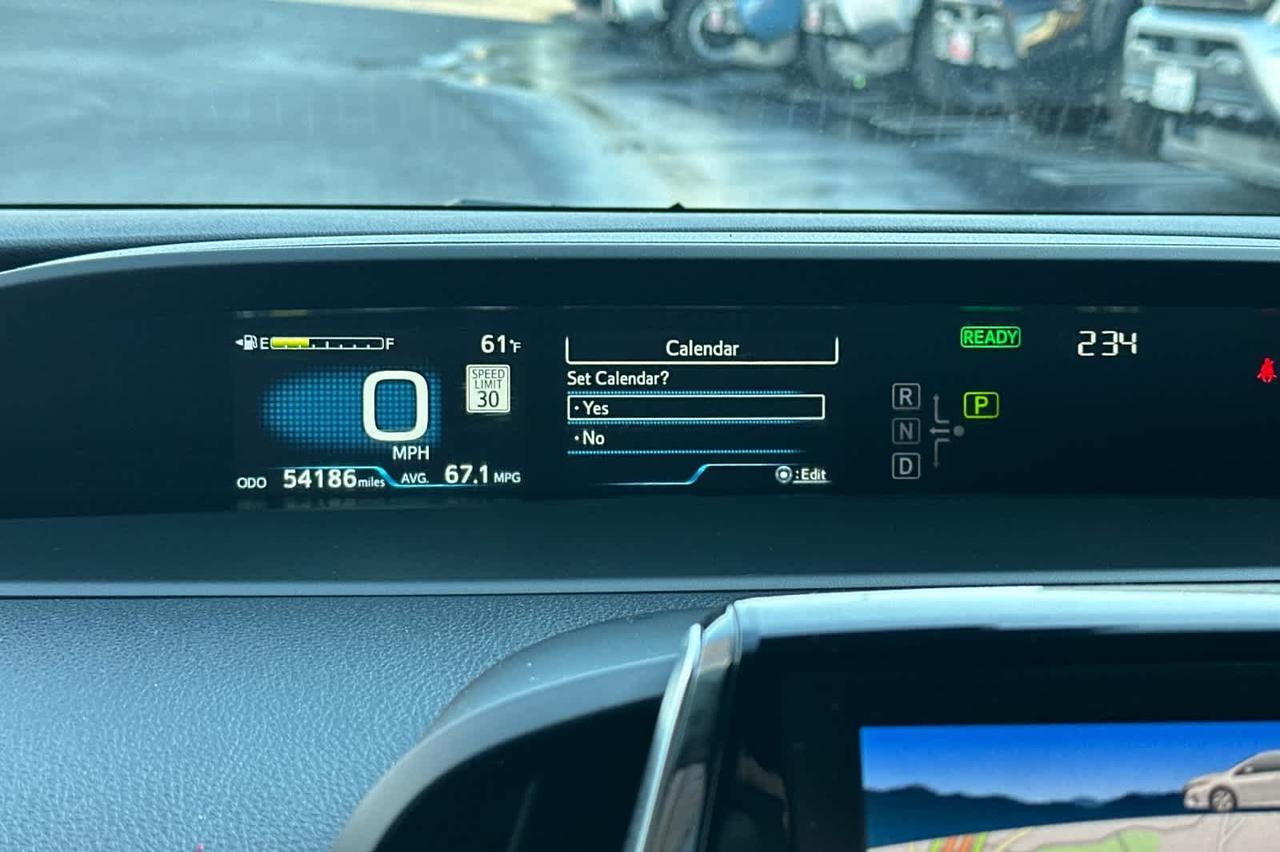 E F 61°F
SPEED
LIMIT
30
0
MPH
ODO 54186 miles AVG. 67.1 MPG
Calendar
Set Calendar?
· Yes
· No
:Edit
READY
234
R
N
D
P